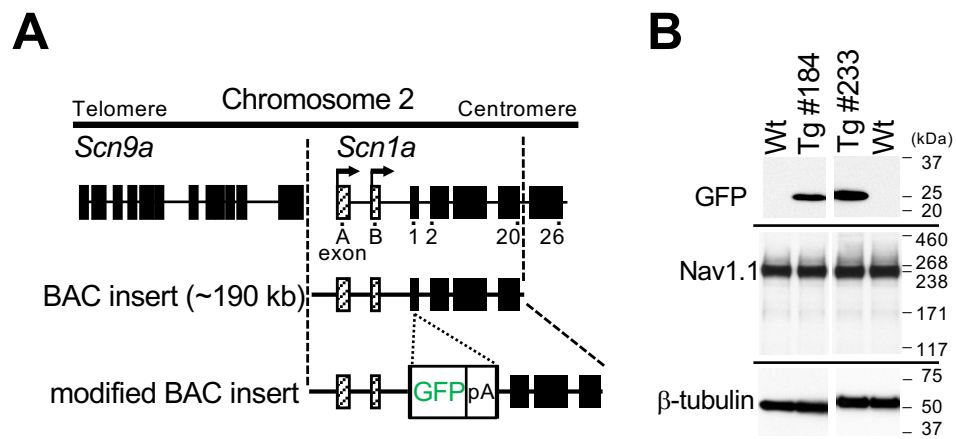 A
Chromosome 2
Telomere
Centromere
Scn9a
Scn1a
A B 1 2 20 26
exon
BAC insert (~190 kb)
modified BAC insert
GFP pA
B
Wt Tg #184 Tg #233 Wt
(kDa)
GFP
37
25
20
Nav1.1
460
268
238
171
117
β-tubulin
75
50
37